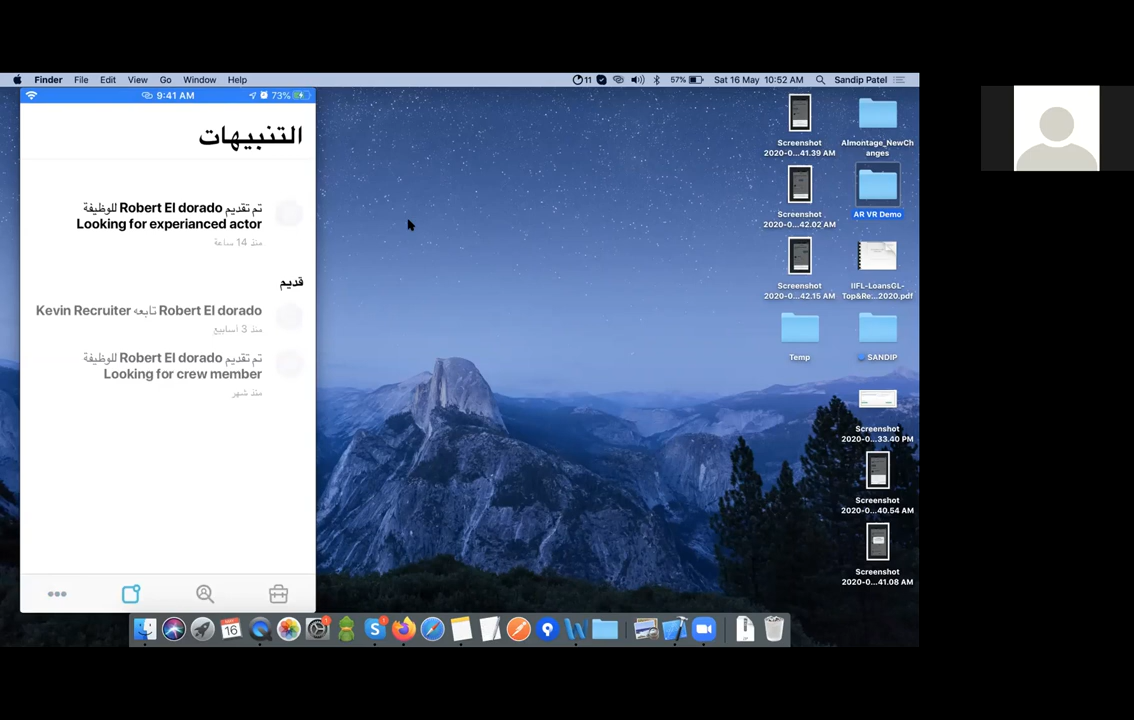 Finder File Edit View Go Window Help
11 57% Sat 16 May 10:52 AM Sandip Patel
9:41 AM 73%
التنبيهات
تم تقديم Robert El dorado للوظيفة
Looking for experianced actor
منذ 14 ساعة
قديم
Robert El dorado تابعه Kevin Recruiter
منذ 3 أسابيع
تم تقديم Robert El dorado للوظيفة
Looking for crew member
منذ شهر
Screenshot
2020-0...41.39 AM
AImontage_NewCh
anges
Screenshot
2020-0...42.02 AM
AR VR Demo
Screenshot
2020-0...42.15 AM
IIFL-LoansGL-
Top&Re...2020.pdf
Temp
SANDIP
Screenshot
2020-0...33.40 PM
Screenshot
2020-0...40.54 AM
Screenshot
2020-0...41.08 AM
16